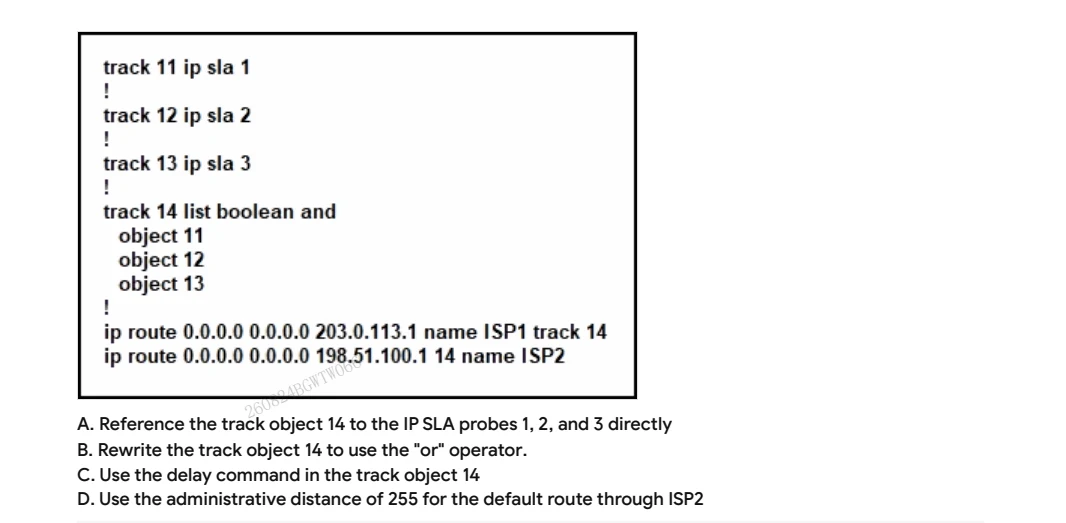 track 11 ip sla 1
!
track 12 ip sla 2
!
track 13 ip sla 3
!
track 14 list boolean and
object 11
object 12
object 13
!
ip route 0.0.0.0 0.0.0.0 203.0.113.1 name ISP1 track 14
ip route 0.0.0.0 0.0.0.0 198.51.100.1 14 name ISP2
A. Reference the track object 14 to the IP SLA probes 1, 2, and 3 directly
B. Rewrite the track object 14 to use the "or" operator.
C. Use the delay command in the track object 14
D. Use the administrative distance of 255 for the default route through ISP2